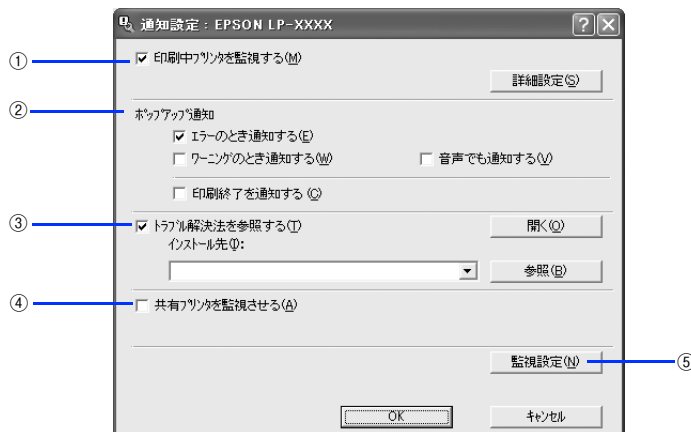 通知設定：EPSON LP-XXXX
① 印刷中プリンタを監視する(M)
詳細設定(S)
② ポップアップ通知
エラーのとき通知する(E)
ワーニングのとき通知する(W) 音声でも通知する(V)
印刷終了を通知する (C)
③ トラブル解決法を参照する(T) 開く(O)
インストール先(I):
参照(B)
④ 共有プリンタを監視させる(A)
監視設定(N) ⑤
OK キャンセル